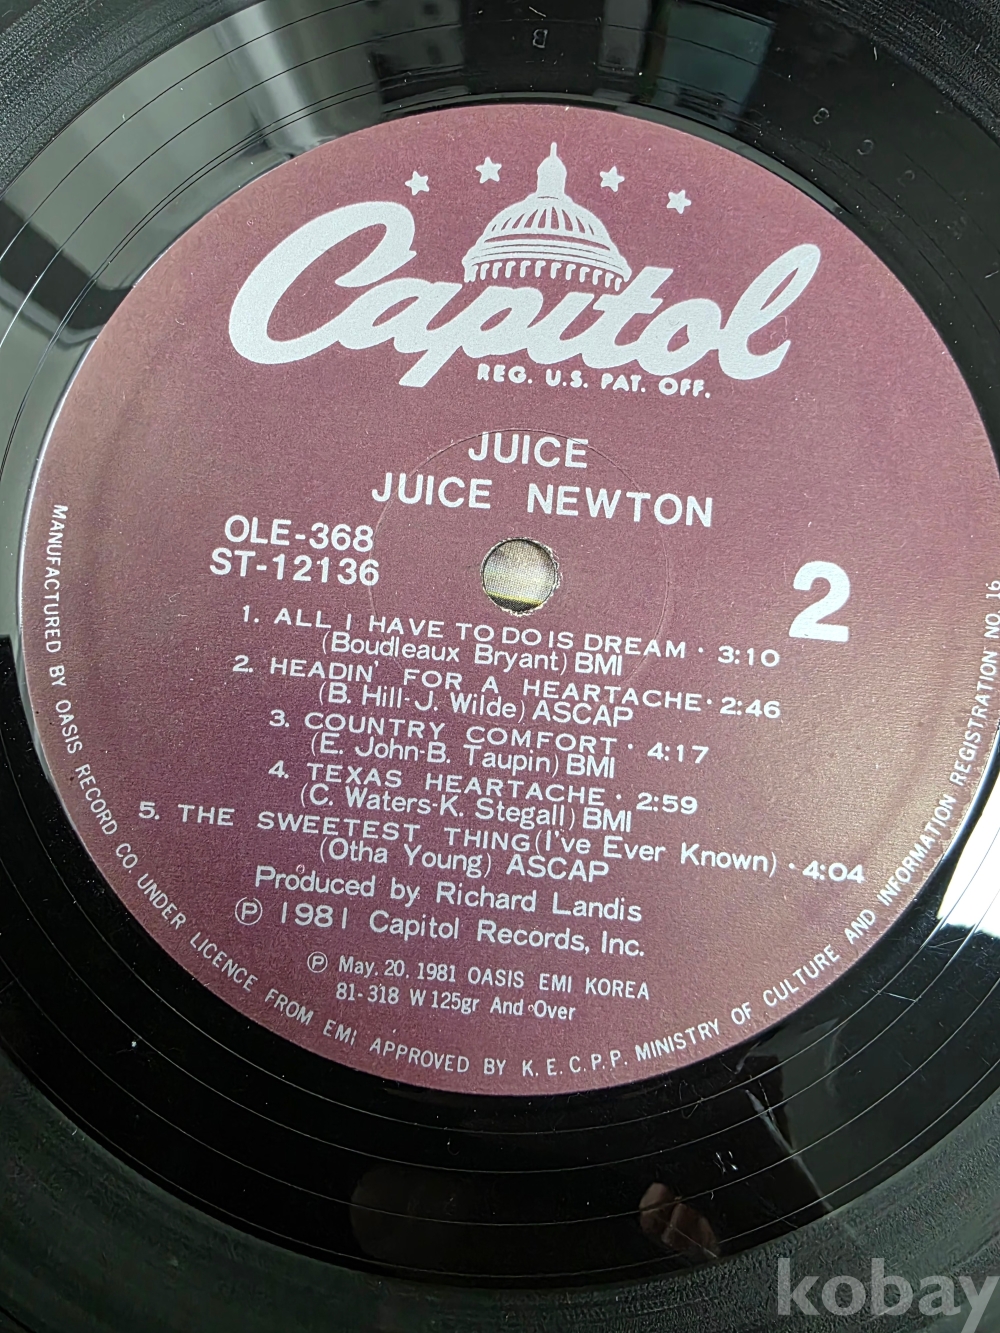 Capitol
REG. U.S. PAT. OFF.
JUICE
JUICE NEWTON
OLE-368
ST-12136
2
1. ALL I HAVE TO DO IS DREAM · 3:10
(Boudleaux Bryant) BMI
2. HEADIN' FOR A HEARTACHE · 2:46
(B. Hill-J. Wilde) ASCAP
3. COUNTRY COMFORT · 4:17
(E. John-B. Taupin) BMI
4. TEXAS HEARTACHE · 2:59
(C. Waters-K. Stegall) BMI
5. THE SWEETEST THING (I've Ever Known) · 4:04
(Otha Young) ASCAP
Produced by Richard Landis
Ⓟ 1981 Capitol Records, Inc.
Ⓟ May. 20. 1981 OASIS EMI KOREA
81-318 W 125gr And Over
MANUFACTURED BY OASIS RECORD CO. UNDER LICENCE FROM EMI APPROVED BY K. E. C. P. P. MINISTRY OF CULTURE AND INFORMATION REGISTRATION NO. 16
kobay